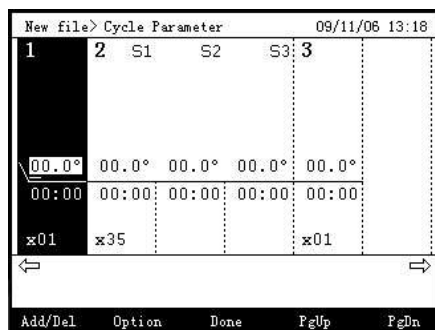 New file> Cycle Parameter 09/11/06 13:18
1 2 S1 S2 S3 3
00.0° 00.0° 00.0° 00.0° 00.0°
00:00 00:00 00:00 00:00 00:00
x01 x35 x01
Add/Del Option Done PgUp PgDn